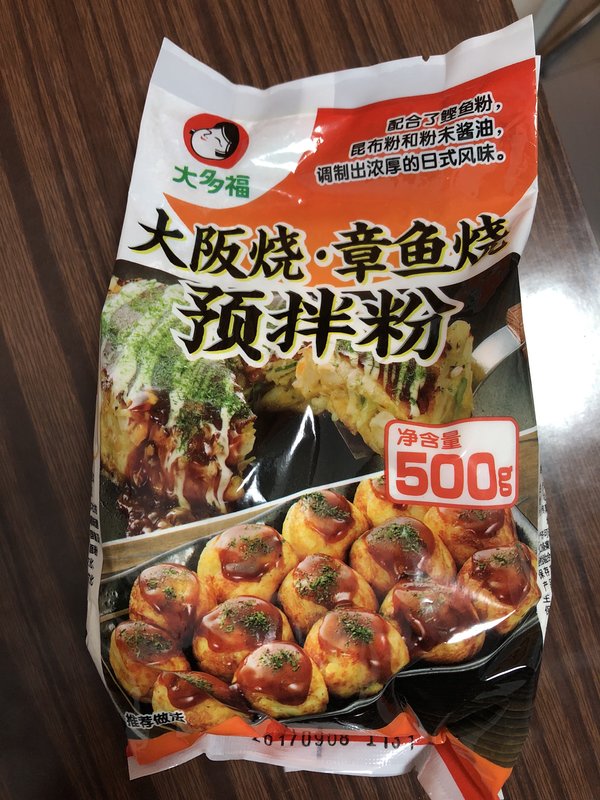 配合了鲣鱼粉，
昆布粉和粉末酱油，
调制出浓厚的日式风味。
大多福
大阪烧·章鱼烧
预拌粉
净含量
500g
推荐做法